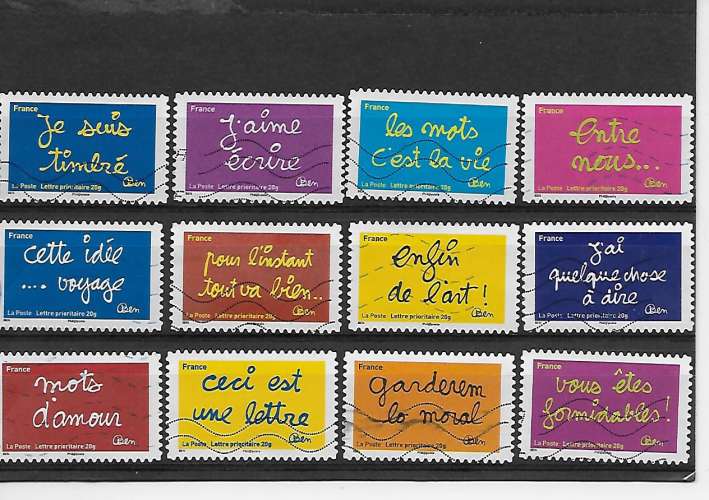 France
Je suis
timbré
La Poste Lettre prioritaire 20g
Ben
France
j'aime
écrire
La Poste Lettre prioritaire 20g
Ben
France
les mots
c'est la vie
La Poste Lettre prioritaire 20g
Ben
France
Entre
nous...
La Poste Lettre prioritaire 20g
Ben
France
cette idée
.... voyage
La Poste Lettre prioritaire 20g
Ben
France
pour l'instant
tout va bien..
La Poste Lettre prioritaire 20g
Ben
France
enfin
de l'art!
La Poste Lettre prioritaire 20g
Ben
France
j'ai
quelque chose
à dire
La Poste Lettre prioritaire 20g
Ben
France
mots
d'amour
La Poste Lettre prioritaire 20g
Ben
France
ceci est
une lettre
La Poste Lettre prioritaire 20g
Ben
France
garderem
lo moral
La Poste Lettre prioritaire 20g
Ben
France
vous êtes
formidables!
La Poste Lettre prioritaire 20g
Ben